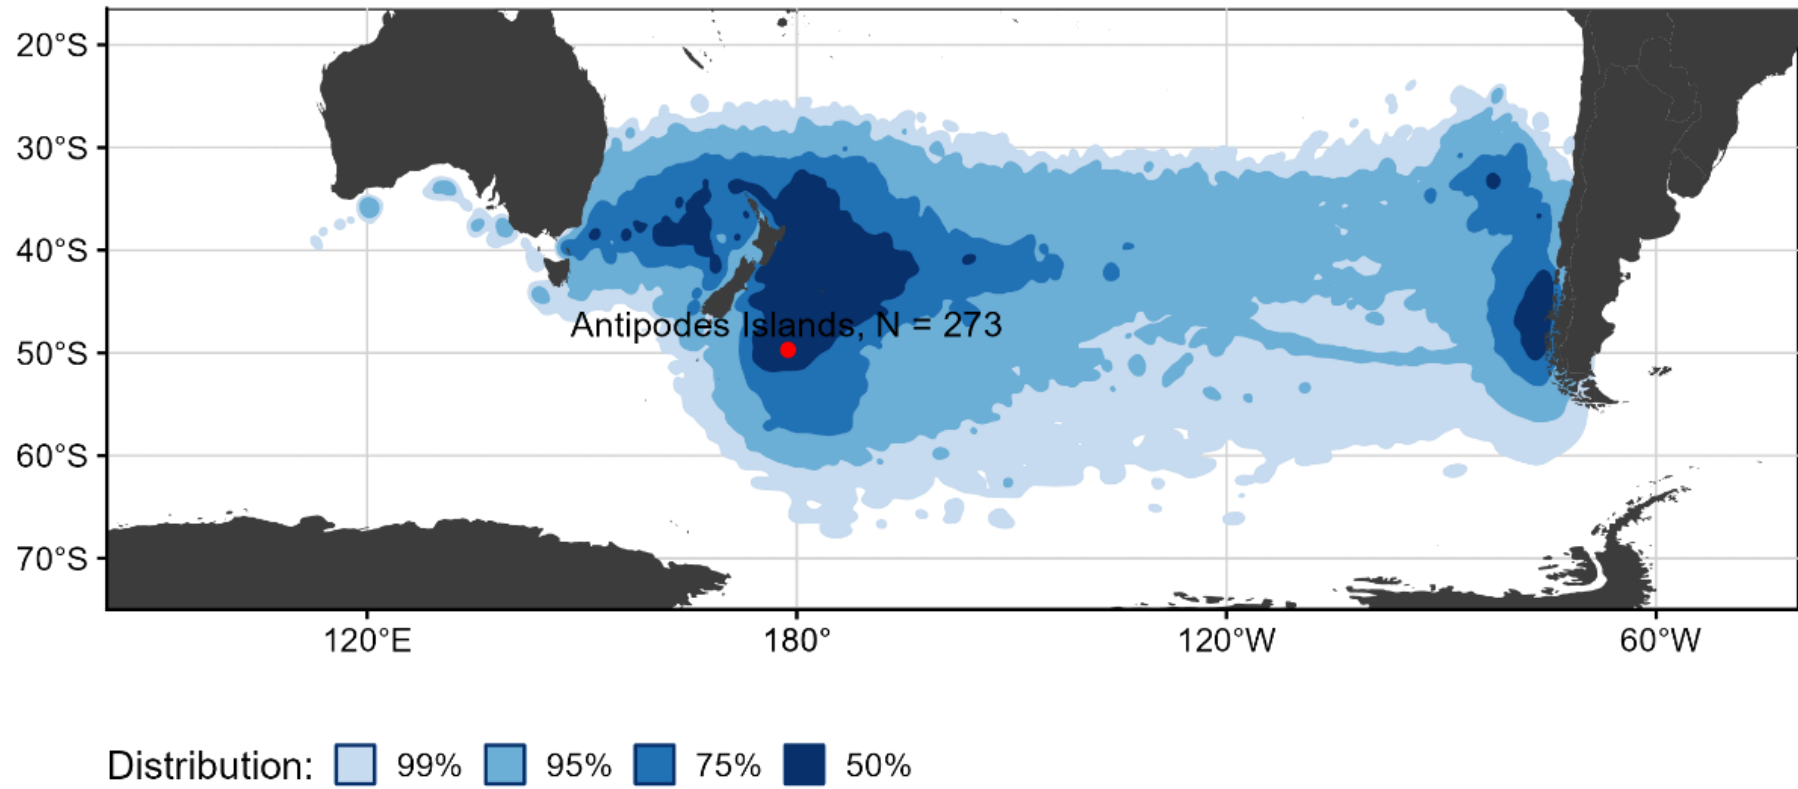 20°S
30°S
40°S
50°S
60°S
70°S
Antipodes Islands, N = 273
120°E 180° 120°W 60°W
Distribution: 99% 95% 75% 50%